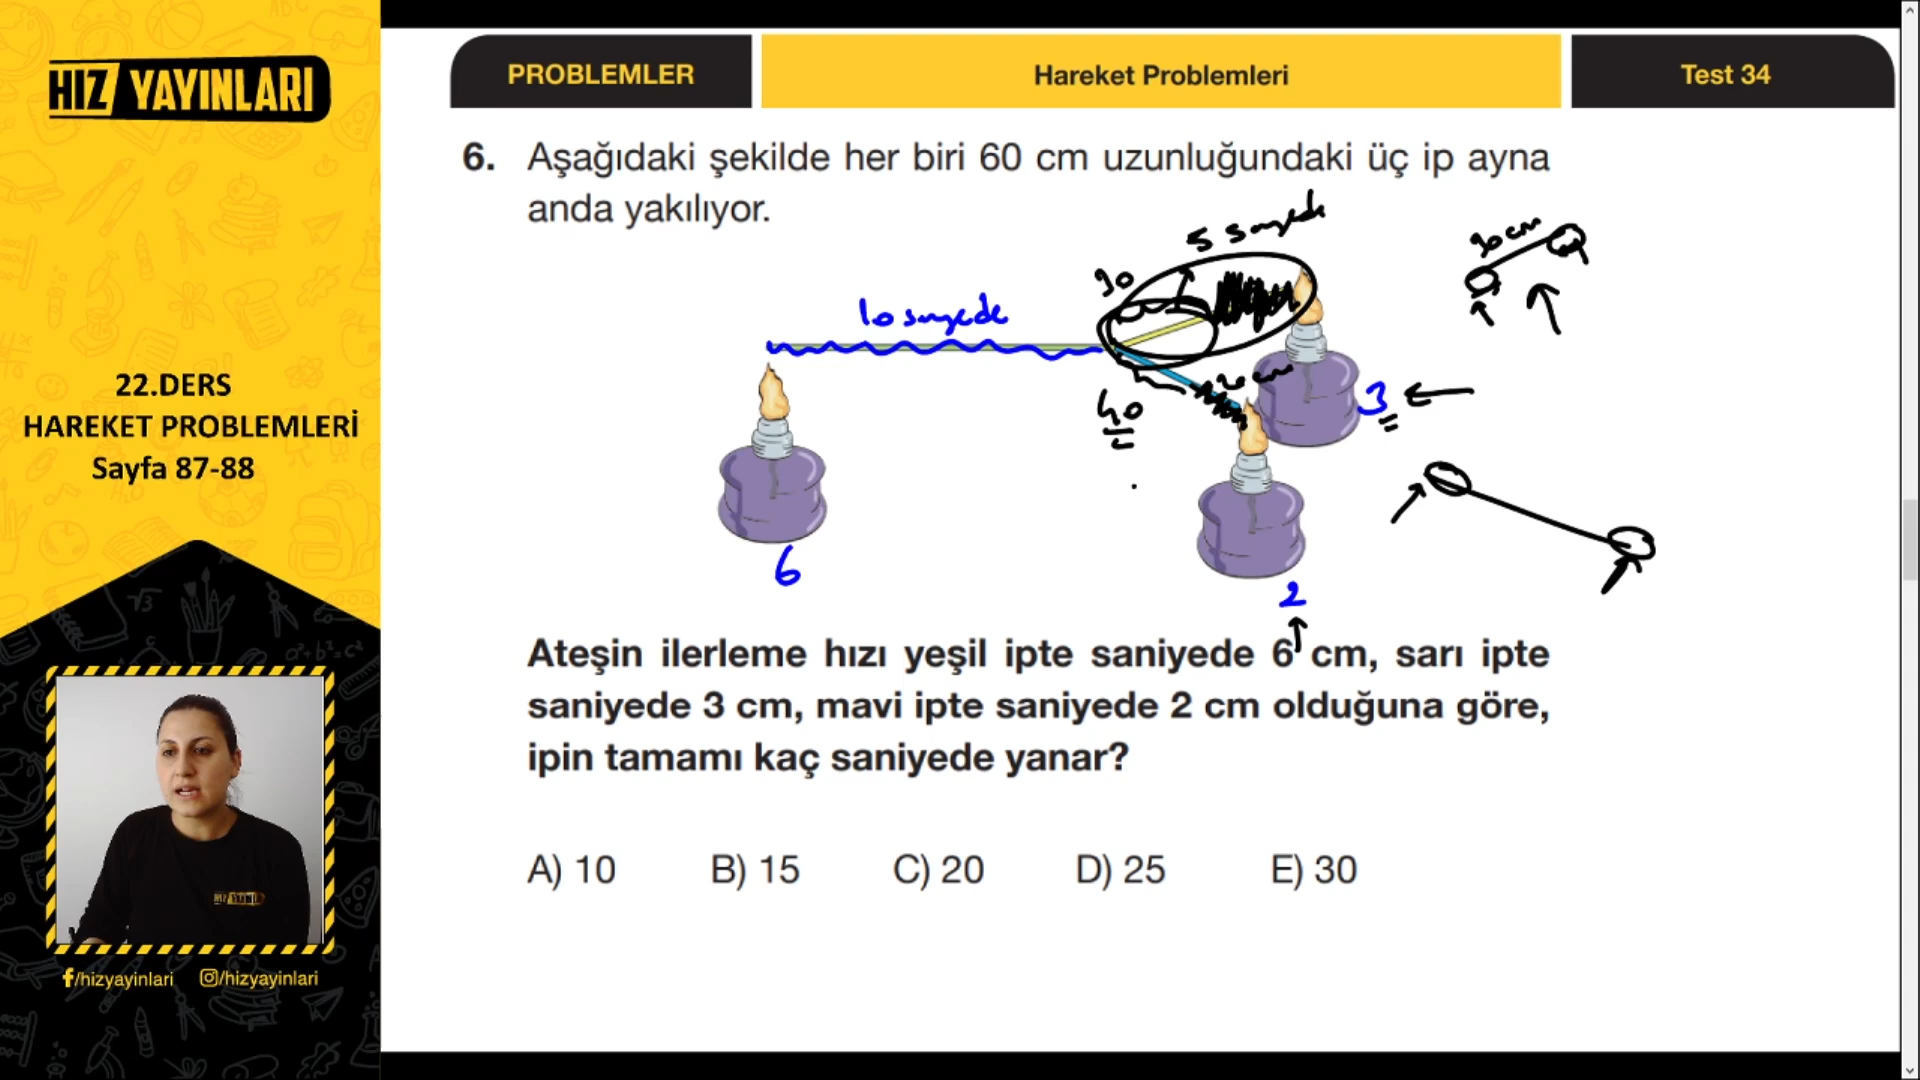 HIZ YAYINLARI
22.DERS
HAREKET PROBLEMLERİ
Sayfa 87-88
/hizyayinlari /hizyayinlari
PROBLEMLER
Hareket Problemleri
Test 34
6. Aşağıdaki şekilde her biri 60 cm uzunluğundaki üç ip ayna
anda yakılıyor.
5 saniyede
10 saniyede
40
3
6
2
Ateşin ilerleme hızı yeşil ipte saniyede 6 cm, sarı ipte
saniyede 3 cm, mavi ipte saniyede 2 cm olduğuna göre,
ipin tamamı kaç saniyede yanar?
A) 10 B) 15 C) 20 D) 25 E) 30